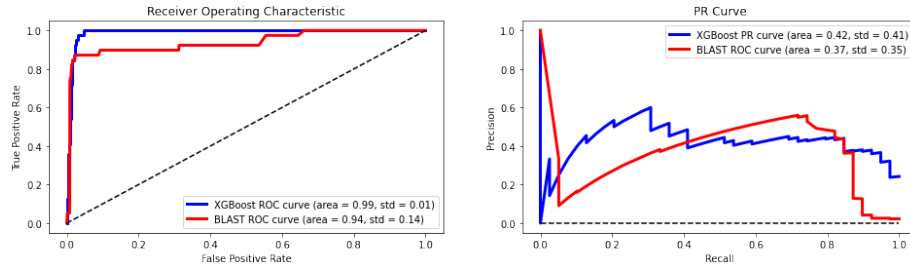 Receiver Operating Characteristic
True Positive Rate
1.0
0.8
0.6
0.4
0.2
0.0
XGBoost ROC curve (area = 0.99, std = 0.01)
BLAST ROC curve (area = 0.94, std = 0.14)
0.0 0.2 0.4 0.6 0.8 1.0
False Positive Rate
PR Curve
Precision
1.0
0.8
0.6
0.4
0.2
0.0
XGBoost PR curve (area = 0.42, std = 0.41)
BLAST ROC curve (area = 0.37, std = 0.35)
0.0 0.2 0.4 0.6 0.8 1.0
Recall